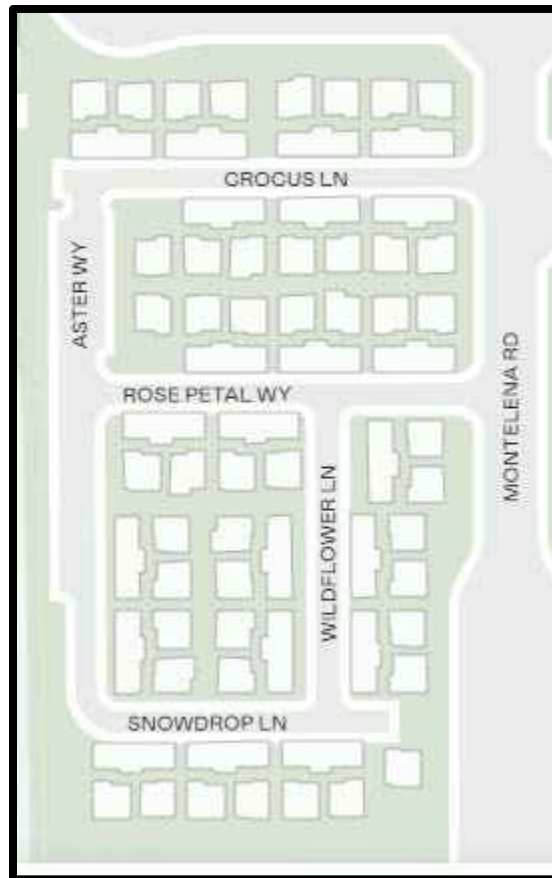 CROCUS LN
ASTER WY
ROSE PETAL WY
MONTELENA RD
WILDFLOWER LN
SNOWDROP LN